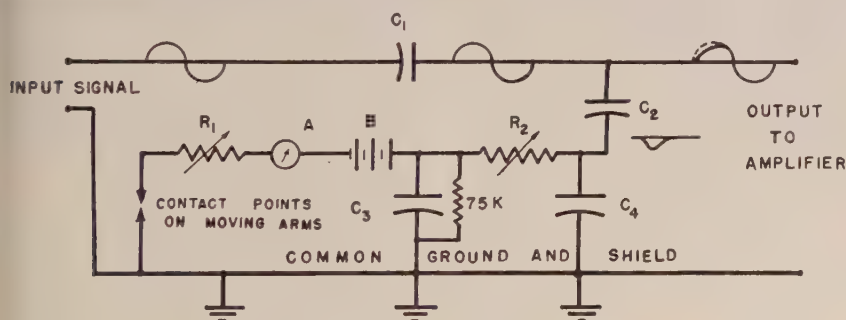 C1
INPUT SIGNAL
R1
A
B
R2
C2
OUTPUT
TO
AMPLIFIER
CONTACT POINTS
ON MOVING ARMS
C3
75K
C4
COMMON GROUND AND SHIELD